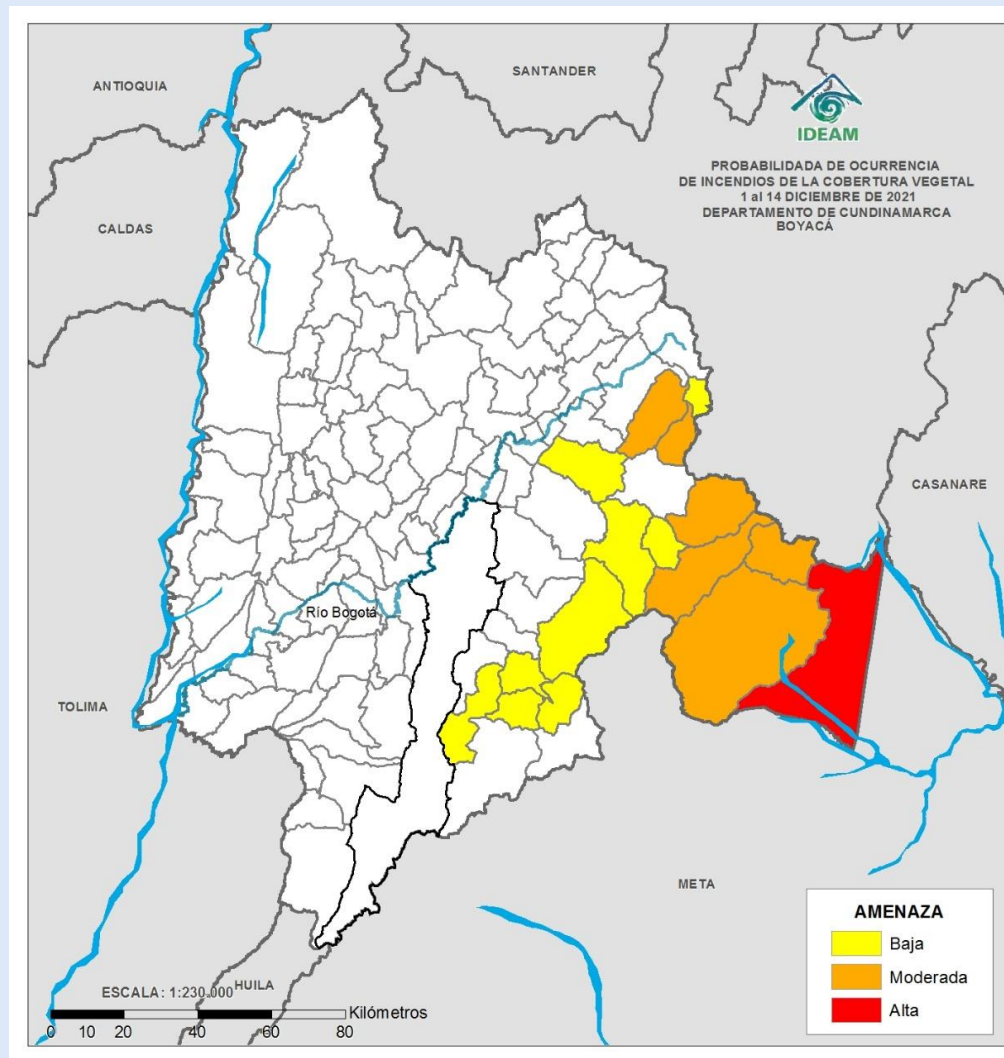 ANTIOQUIA
SANTANDER
IDEAM
PROBABILIDADA DE OCURRENCIA
DE INCENDIOS DE LA COBERTURA VEGETAL
1 al 14 DICIEMBRE DE 2021
DEPARTAMENTO DE CUNDINAMARCA
BOYACÁ
CALDAS
CASANARE
Río Bogotá
TOLIMA
META
HUILA
ESCALA: 1:230.000
Kilómetros
0 10 20 40 60 80
AMENAZA
Baja
Moderada
Alta